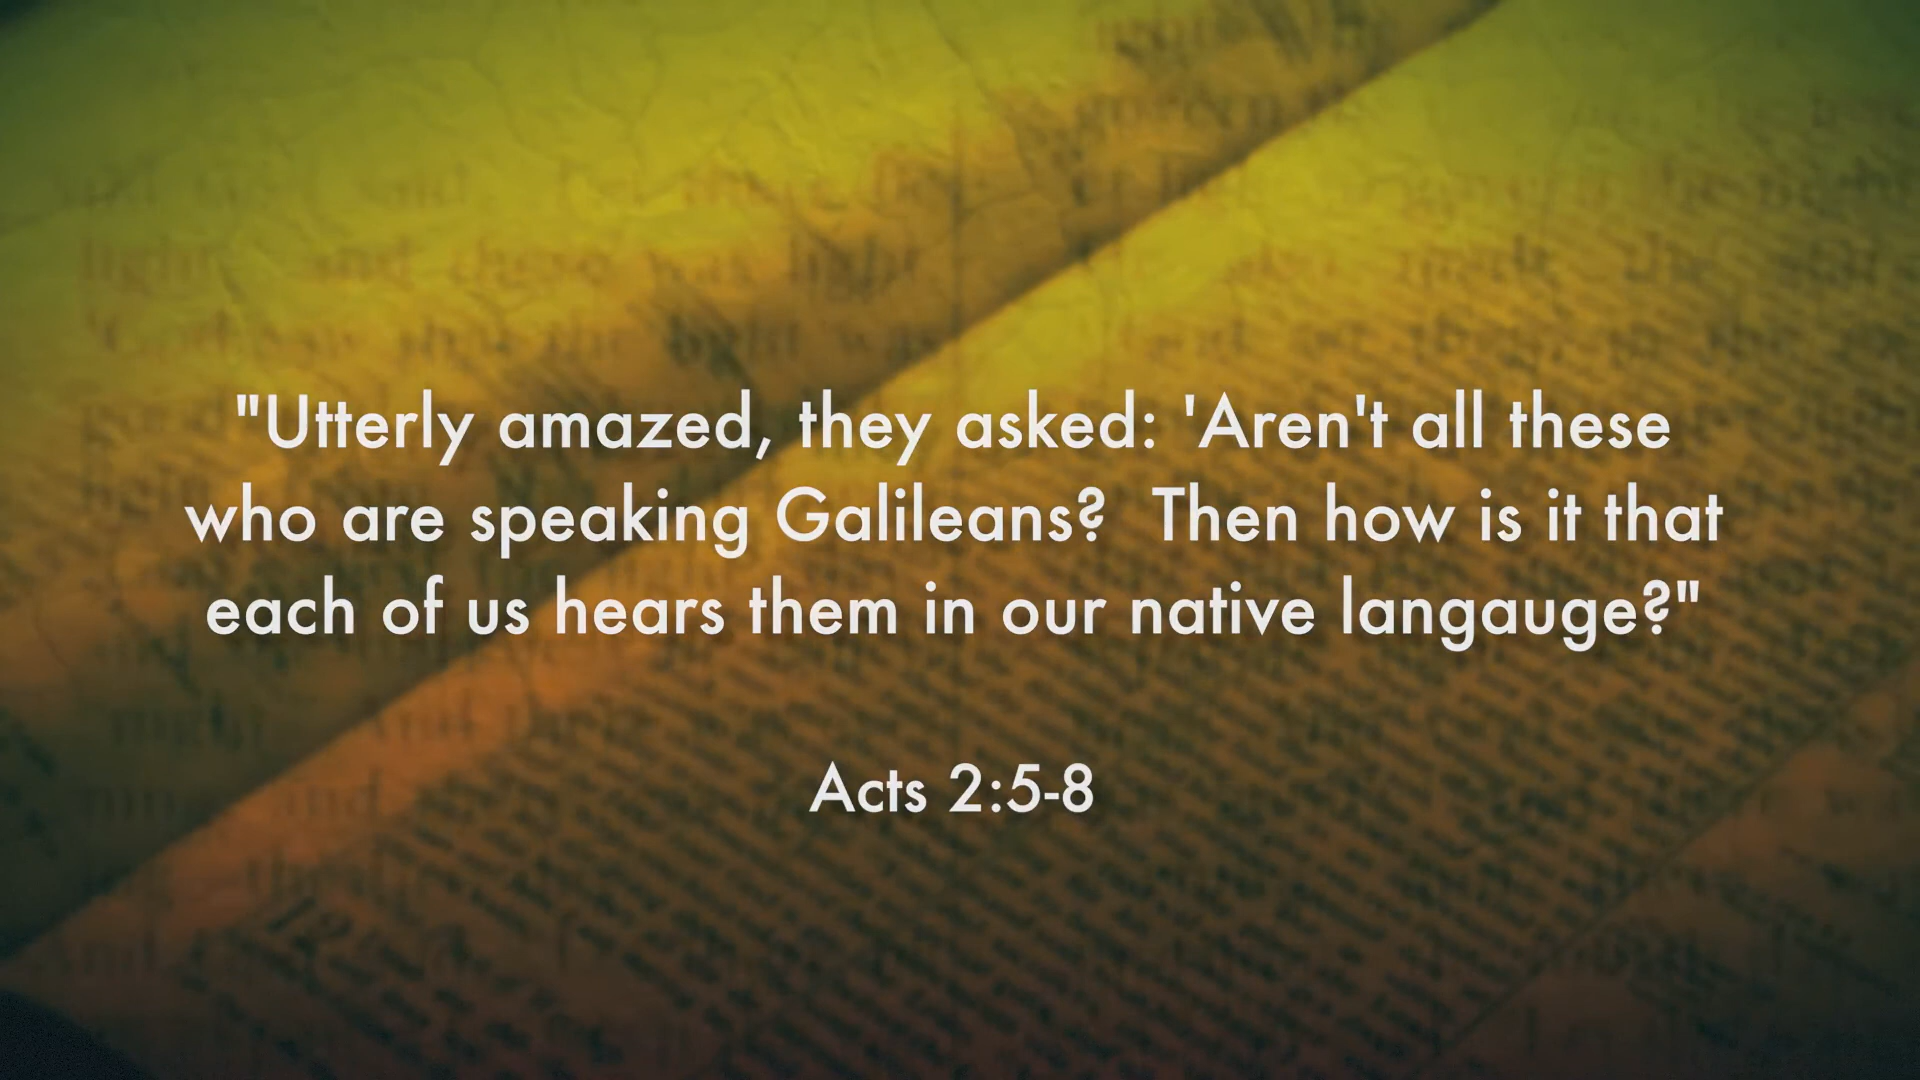 "Utterly amazed, they asked: 'Aren't all these
who are speaking Galileans?  Then how is it that
each of us hears them in our native langauge?"
Acts 2:5-8